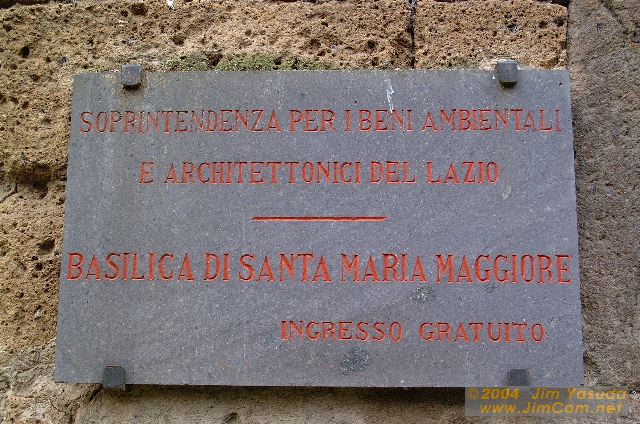 SOPRINTENDENZA PER I BENI AMBIENTALI
E ARCHITETTONICI DEL LAZIO
BASILICA DI SANTA MARIA MAGGIORE
INGRESSO GRATUITO
©2004 Jim Yasuda
www.JimCom.net